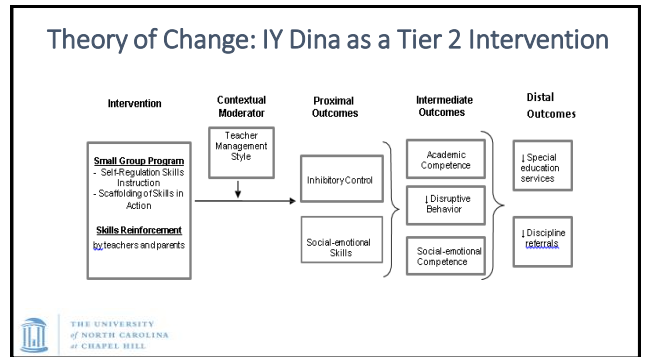 Theory of Change: IY Dina as a Tier 2 Intervention
Intervention
Contextual
Moderator
Proximal
Outcomes
Intermediate
Outcomes
Distal
Outcomes
Small Group Program
- Self-Regulation Skills
Instruction
- Scaffolding of Skills in
Action
Skills Reinforcement
by teachers and parents
Teacher
Management
Style
Inhibitory Control
Social-emotional
Skills
Academic
Competence
↓ Disruptive
Behavior
Social-emotional
Competence
↓ Special
education
services
↓ Discipline
referrals
THE UNIVERSITY
of NORTH CAROLINA
at CHAPEL HILL